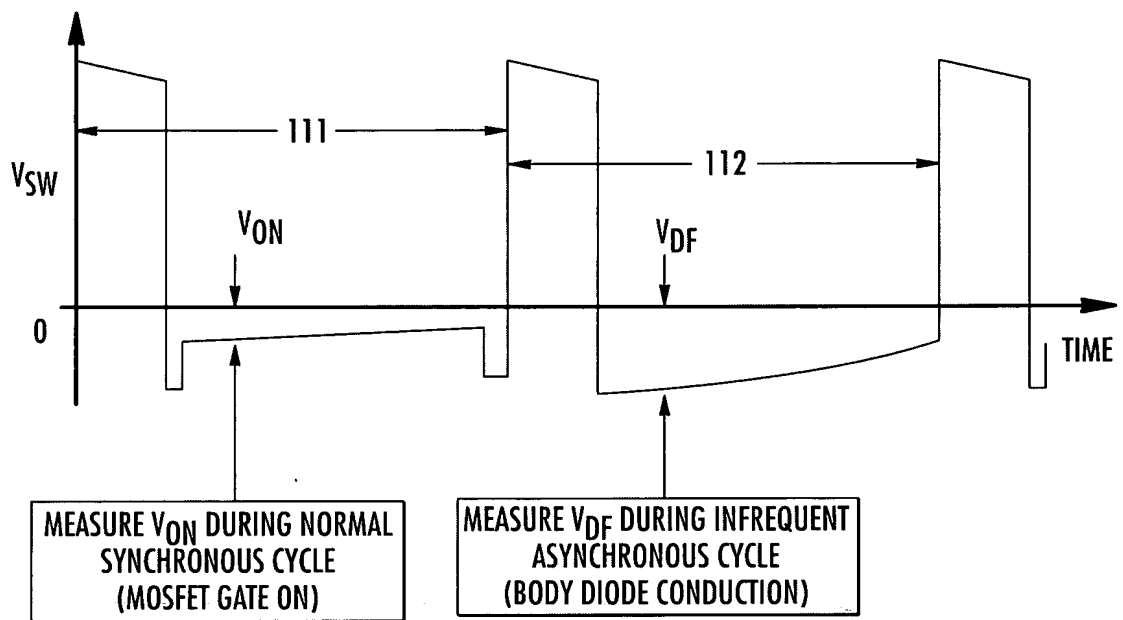 111
112
VSW
VON
VDF
0
TIME
MEASURE VON DURING NORMAL
SYNCHRONOUS CYCLE
(MOSFET GATE ON)
MEASURE VDF DURING INFREQUENT
ASYNCHRONOUS CYCLE
(BODY DIODE CONDUCTION)